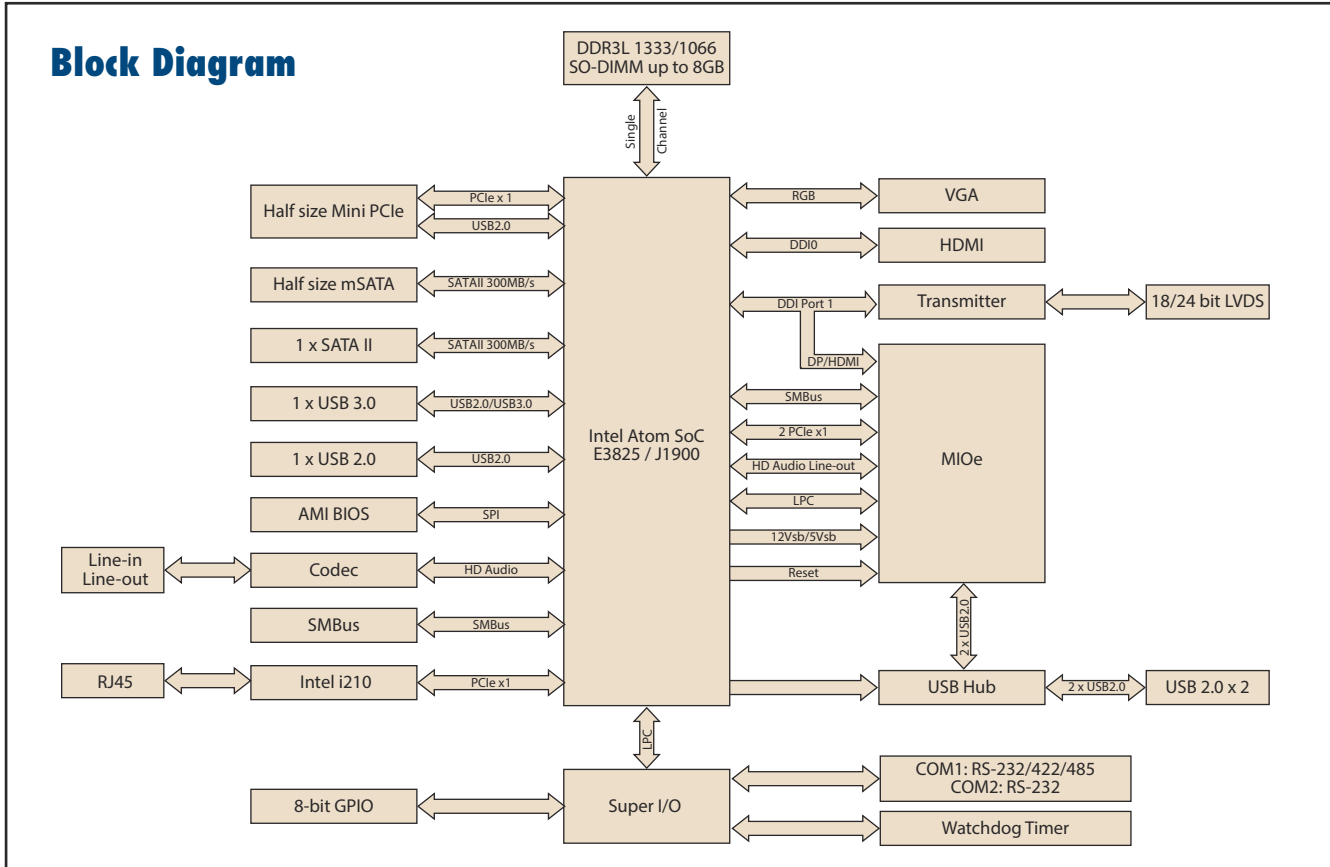 Block Diagram
DDR3L 1333/1066
SO-DIMM up to 8GB
Single
Channel
Half size Mini PCIe
PCIe x 1
USB2.0
Half size mSATA
SATAII 300MB/s
1 x SATA II
SATAII 300MB/s
1 x USB 3.0
USB2.0/USB3.0
1 x USB 2.0
USB2.0
AMI BIOS
SPI
Line-in
Line-out
Codec
HD Audio
SMBus
SMBus
RJ45
Intel i210
PCIe x1
Intel Atom SoC
E3825 / J1900
RGB
VGA
DDI0
HDMI
DDI Port 1
Transmitter
18/24 bit LVDS
DP/HDMI
SMBus
2 PCIe x1
HD Audio Line-out
LPC
12Vsb/5Vsb
Reset
MIOe
2 x USB2.0
USB Hub
2 x USB2.0
USB 2.0 x 2
LPC
8-bit GPIO
Super I/O
COM1: RS-232/422/485
COM2: RS-232
Watchdog Timer